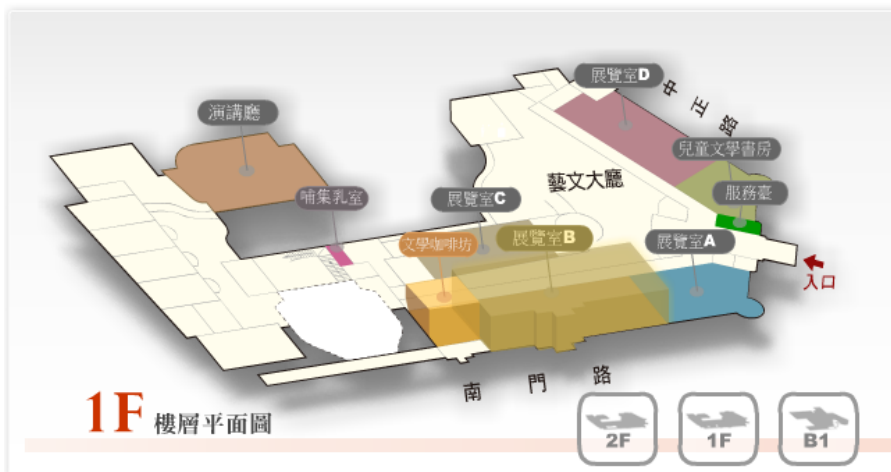 展覽室D
中正路
演講廳
兒童文學書房
藝文大廳
服務臺
哺集乳室
展覽室C
文學咖啡坊
展覽室B
展覽室A
入口
南門路
1F 樓層平面圖
2F
1F
B1